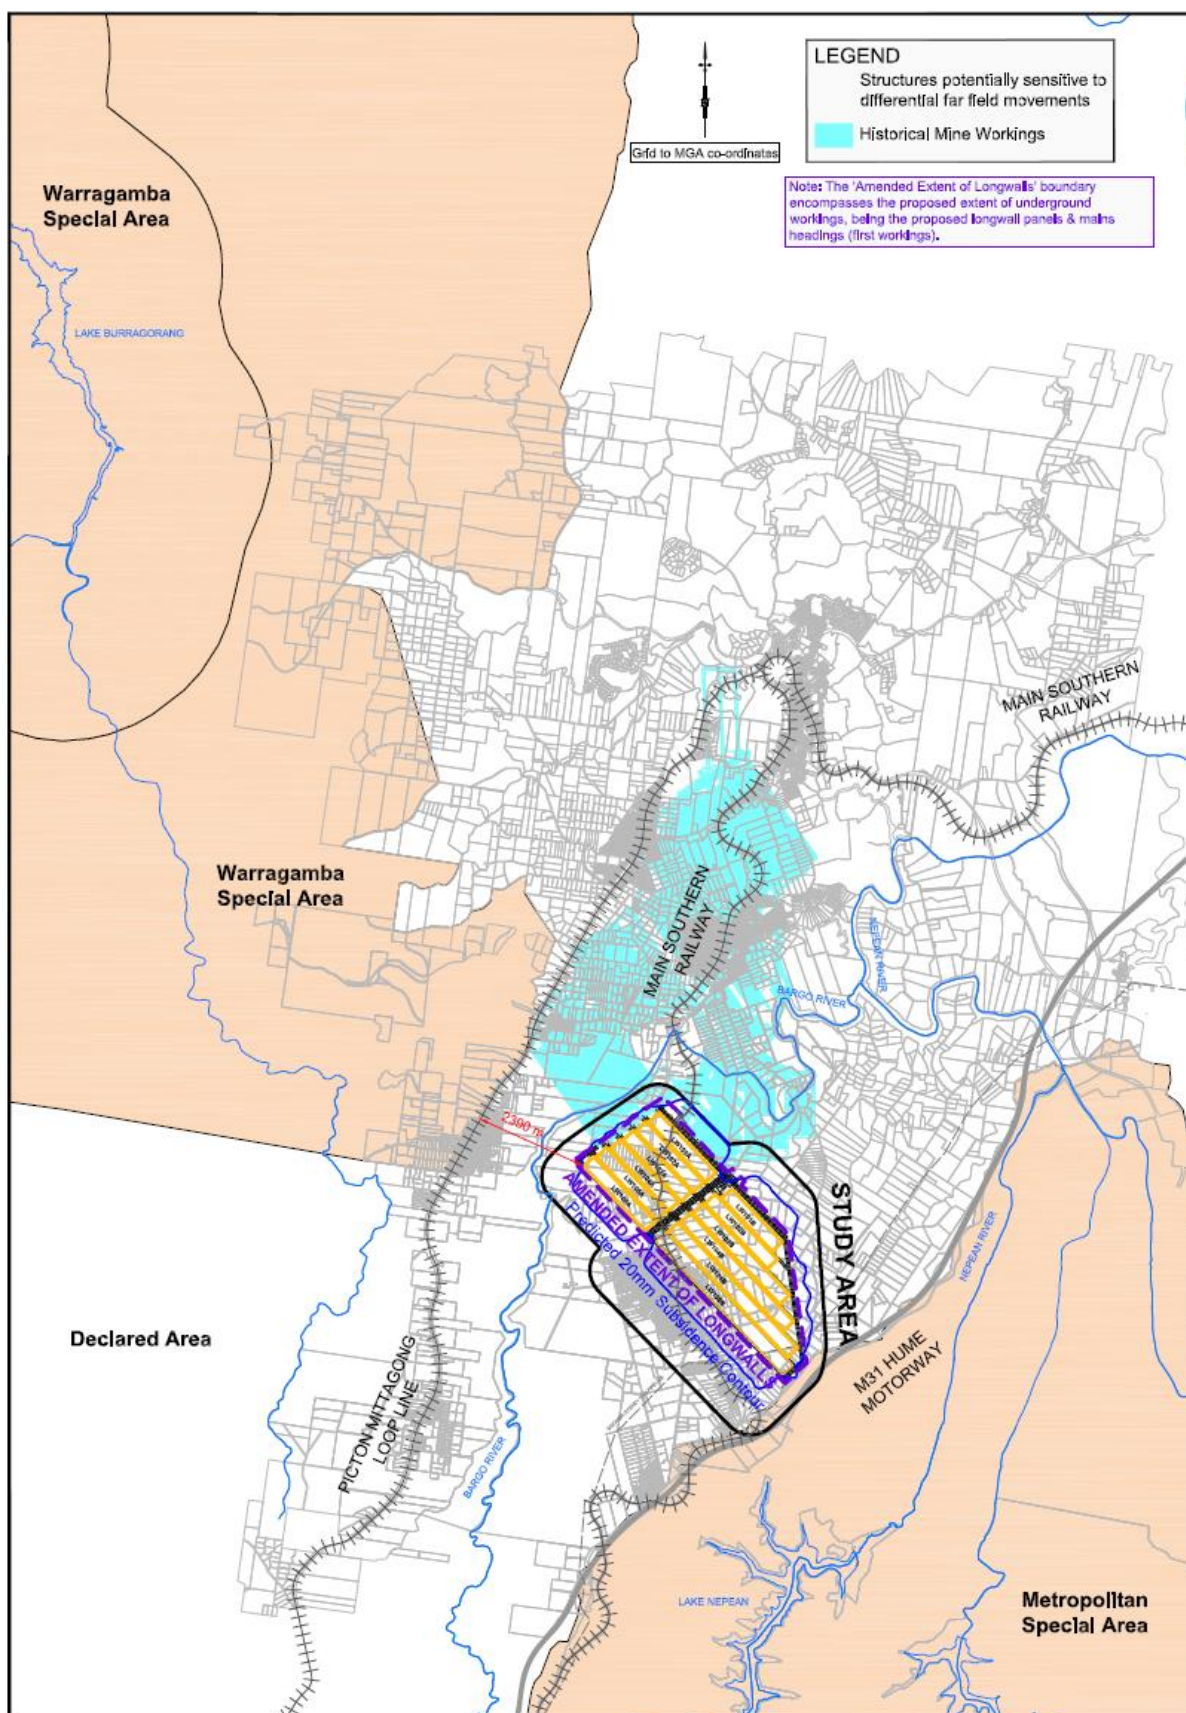 LEGEND
Structures potentially sensitive to
differential far field movements
Historical Mine Workings
Grid to MGA co-ordinates
Note: The 'Amended Extent of Longwalls' boundary
encompasses the proposed extent of underground
workings, being the proposed longwall panels & mains
headings (first workings).
Warragamba
Special Area
LAKE BURRAGORANG
MAIN SOUTHERN
RAILWAY
Warragamba
Special Area
MAIN SOUTHERN
RAILWAY
NEPEAN RIVER
BARGO RIVER
2390 m
STUDY AREA
AMENDED EXTENT OF LONGWALLS
Predicted 20mm Subsidence Contour
NEPEAN RIVER
Declared Area
M31 HUME
MOTORWAY
PICTON MITTAGONG
LOOP LINE
BARGO RIVER
LAKE NEPEAN
Metropolitan
Special Area